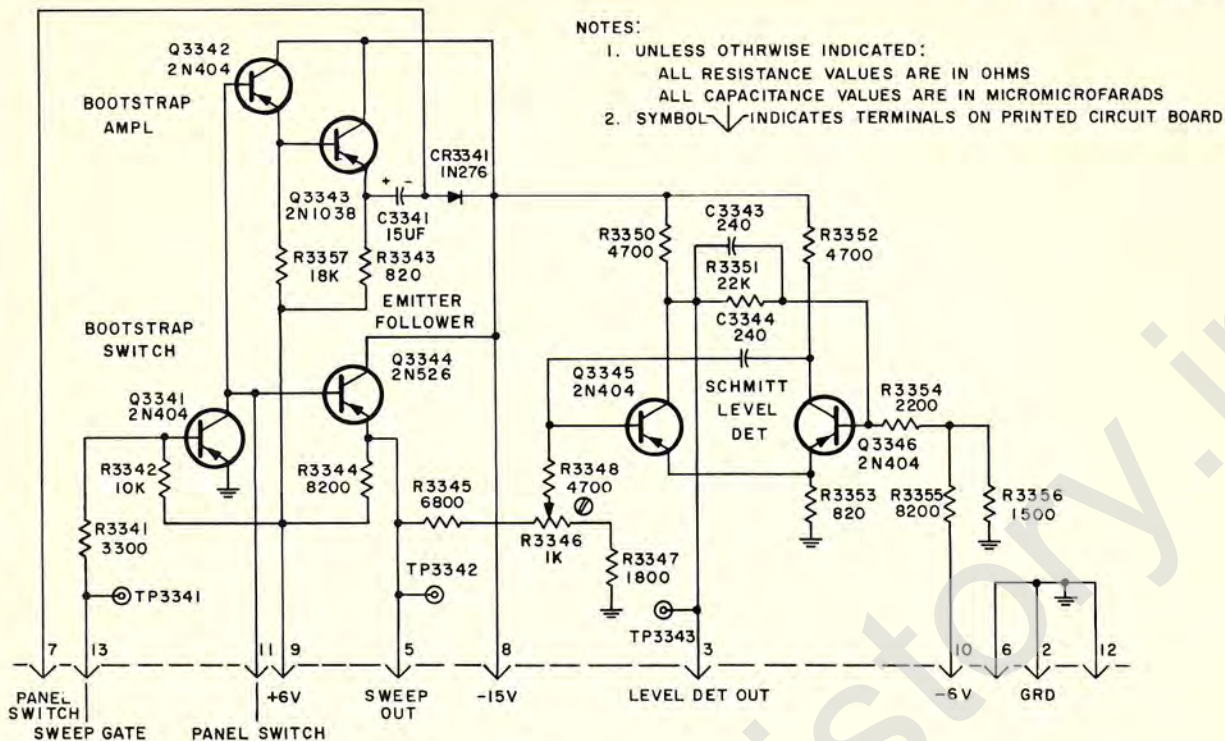 NOTES:
1. UNLESS OTHRWISE INDICATED:
ALL RESISTANCE VALUES ARE IN OHMS
ALL CAPACITANCE VALUES ARE IN MICROMICROFARADS
2. SYMBOL INDICATES TERMINALS ON PRINTED CIRCUIT BOARD
Q3342
2N404
BOOTSTRAP
AMPL
Q3343
2N1038
CR3341
1N276
+ -
C3341
15UF
R3357
18K
R3343
820
R3350
4700
C3343
240
R3351
22K
C3344
240
R3352
4700
EMITTER
FOLLOWER
BOOTSTRAP
SWITCH
Q3341
2N404
Q3344
2N526
Q3345
2N404
SCHMITT
LEVEL
DET
R3354
2200
Q3346
2N404
R3342
10K
R3344
8200
R3345
6800
R3348
4700
R3346
1K
R3347
1800
R3353
820
R3355
8200
R3356
1500
R3341
3300
TP3341
TP3342
TP3343
7 13 11 9 5 8 3 10 6 2 12
PANEL
SWITCH
SWEEP GATE
PANEL SWITCH
+6V
SWEEP
OUT
-15V
LEVEL DET OUT
-6V
GRD